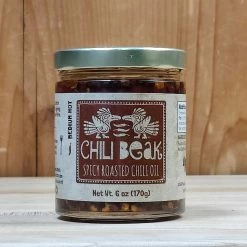 MEDIUM HOT
CHILI BEAK
SPICY ROASTED CHILI OIL
Net Wt. 6 oz (170g)